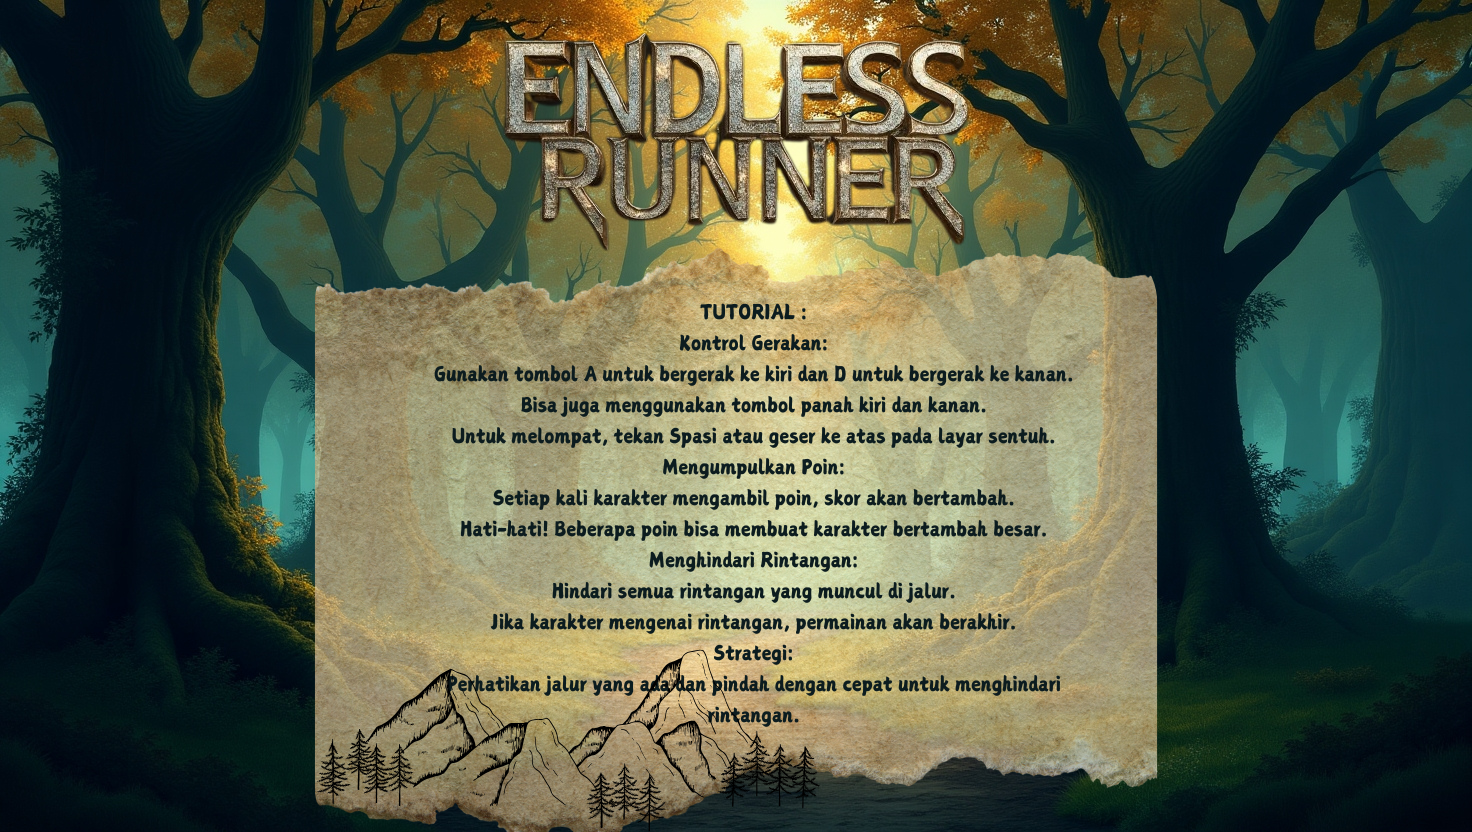 ENDLESS
RUNNER
TUTORIAL :
Kontrol Gerakan:
Gunakan tombol A untuk bergerak ke kiri dan D untuk bergerak ke kanan.
Bisa juga menggunakan tombol panah kiri dan kanan.
Untuk melompat, tekan Spasi atau geser ke atas pada layar sentuh.
Mengumpulkan Poin:
Setiap kali karakter mengambil poin, skor akan bertambah.
Hati-hati! Beberapa poin bisa membuat karakter bertambah besar.
Menghindari Rintangan:
Hindari semua rintangan yang muncul di jalur.
Jika karakter mengenai rintangan, permainan akan berakhir.
Strategi:
Perhatikan jalur yang ada dan pindah dengan cepat untuk menghindari
rintangan.